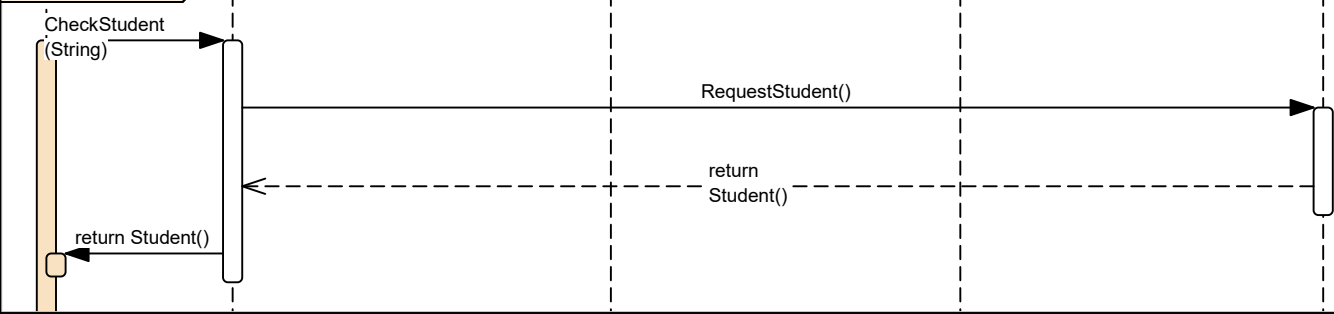 CheckStudent
(String)
RequestStudent()
return
Student()
return Student()